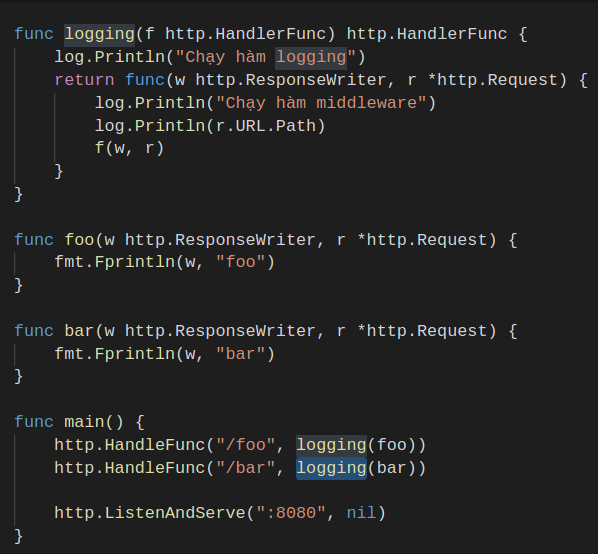 func logging(f http.HandlerFunc) http.HandlerFunc {
    log.Println("Chạy hàm logging")
    return func(w http.ResponseWriter, r *http.Request) {
        log.Println("Chạy hàm middleware")
        log.Println(r.URL.Path)
        f(w, r)
    }
}

func foo(w http.ResponseWriter, r *http.Request) {
    fmt.Fprintln(w, "foo")
}

func bar(w http.ResponseWriter, r *http.Request) {
    fmt.Fprintln(w, "bar")
}

func main() {
    http.HandleFunc("/foo", logging(foo))
    http.HandleFunc("/bar", logging(bar))

    http.ListenAndServe(":8080", nil)
}